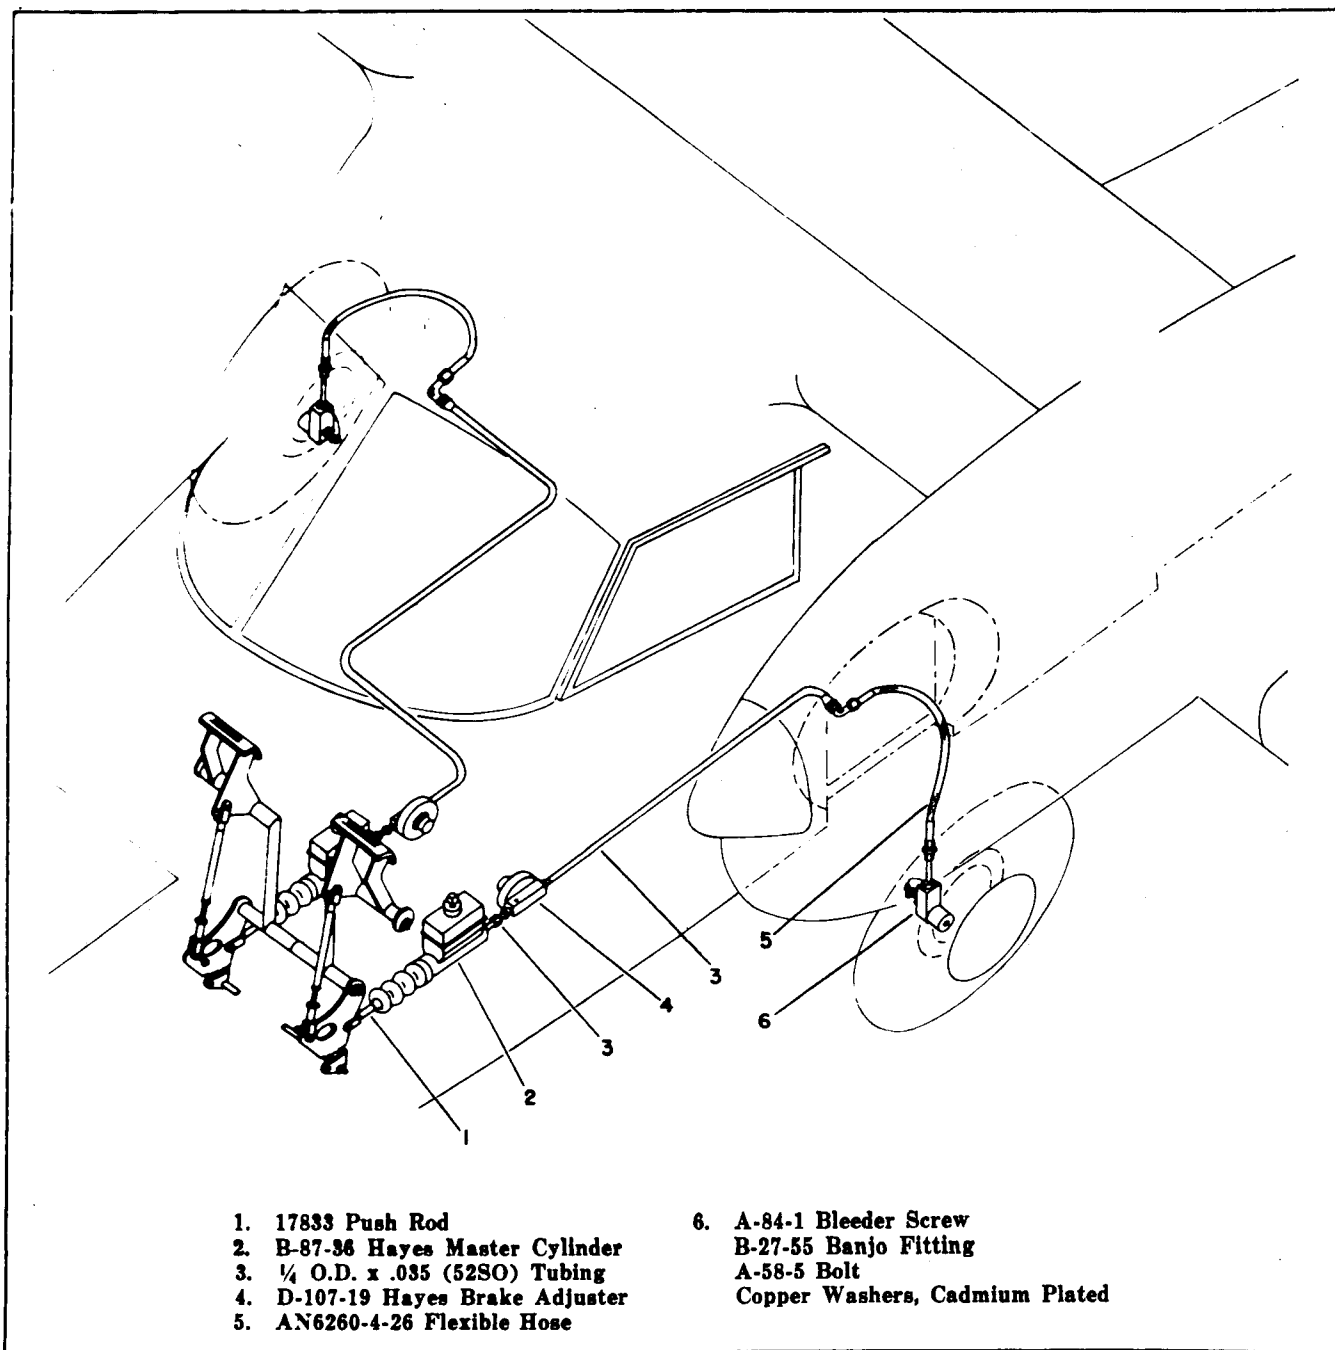 5
3
4
6
3
2
1
1. 17833 Push Rod
2. B-87-36 Hayes Master Cylinder
3. ¼ O.D. x .035 (52SO) Tubing
4. D-107-19 Hayes Brake Adjuster
5. AN6260-4-26 Flexible Hose
6. A-84-1 Bleeder Screw
B-27-55 Banjo Fitting
A-58-5 Bolt
Copper Washers, Cadmium Plated